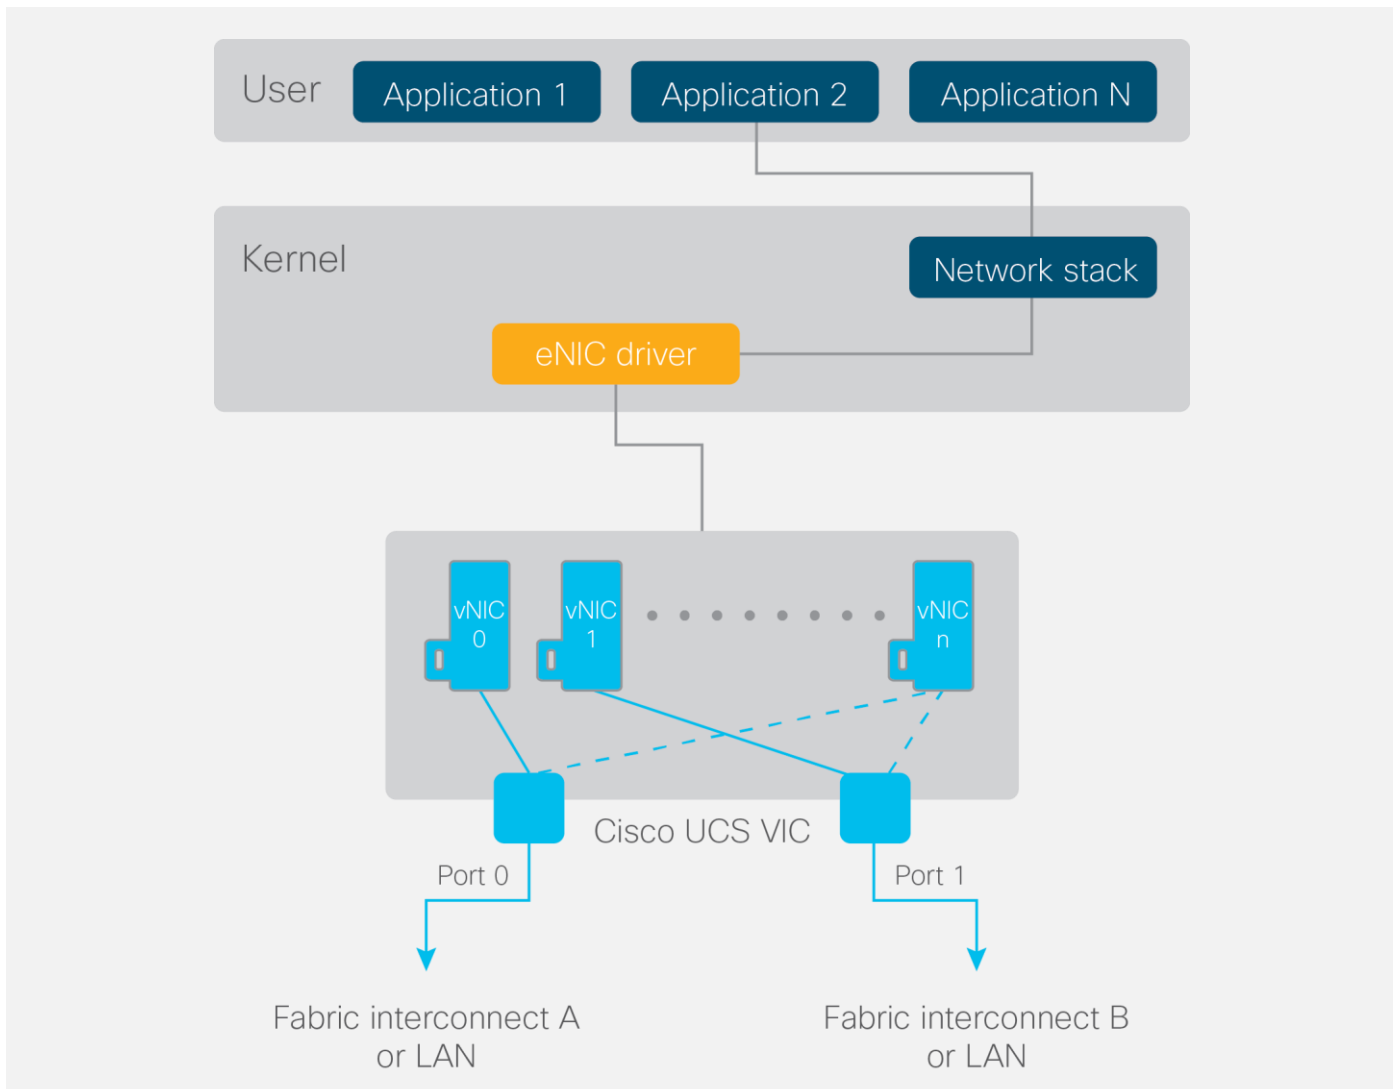 User
Application 1
Application 2
Application N
Kernel
Network stack
eNIC driver
vNIC
0
vNIC
1
vNIC
n
Cisco UCS VIC
Port 0
Port 1
Fabric interconnect A
or LAN
Fabric interconnect B
or LAN